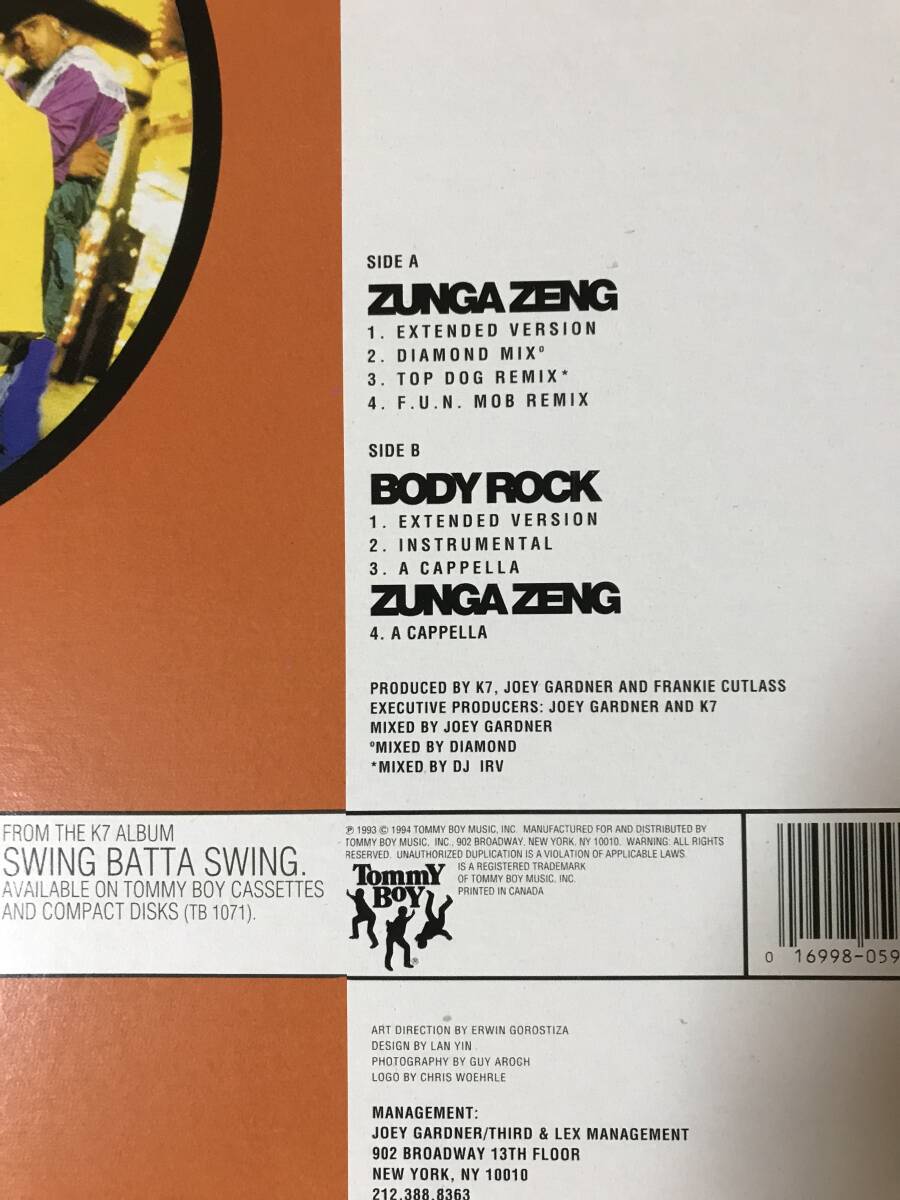 SIDE A
ZUNGA ZENG
1. EXTENDED VERSION
2. DIAMOND MIXº
3. TOP DOG REMIX*
4. F.U.N. MOB REMIX
SIDE B
BODY ROCK
1. EXTENDED VERSION
2. INSTRUMENTAL
3. A CAPPELLA
ZUNGA ZENG
4. A CAPPELLA
PRODUCED BY K7, JOEY GARDNER AND FRANKIE CUTLASS
EXECUTIVE PRODUCERS: JOEY GARDNER AND K7
MIXED BY JOEY GARDNER
ºMIXED BY DIAMOND
*MIXED BY DJ IRV
FROM THE K7 ALBUM
SWING BATTA SWING.
AVAILABLE ON TOMMY BOY CASSETTES
AND COMPACT DISKS (TB 1071).
℗ 1993 © 1994 TOMMY BOY MUSIC, INC. MANUFACTURED FOR AND DISTRIBUTED BY
TOMMY BOY MUSIC, INC., 902 BROADWAY, NEW YORK, NY 10010. WARNING: ALL RIGHTS
RESERVED. UNAUTHORIZED DUPLICATION IS A VIOLATION OF APPLICABLE LAWS.
IS A REGISTERED TRADEMARK
OF TOMMY BOY MUSIC, INC.
PRINTED IN CANADA
TommY
BOY
®
0 16998-059
ART DIRECTION BY ERWIN GOROSTIZA
DESIGN BY LAN YIN
PHOTOGRAPHY BY GUY AROCH
LOGO BY CHRIS WOEHRLE
MANAGEMENT:
JOEY GARDNER/THIRD & LEX MANAGEMENT
902 BROADWAY 13TH FLOOR
NEW YORK, NY 10010
212.388.8363